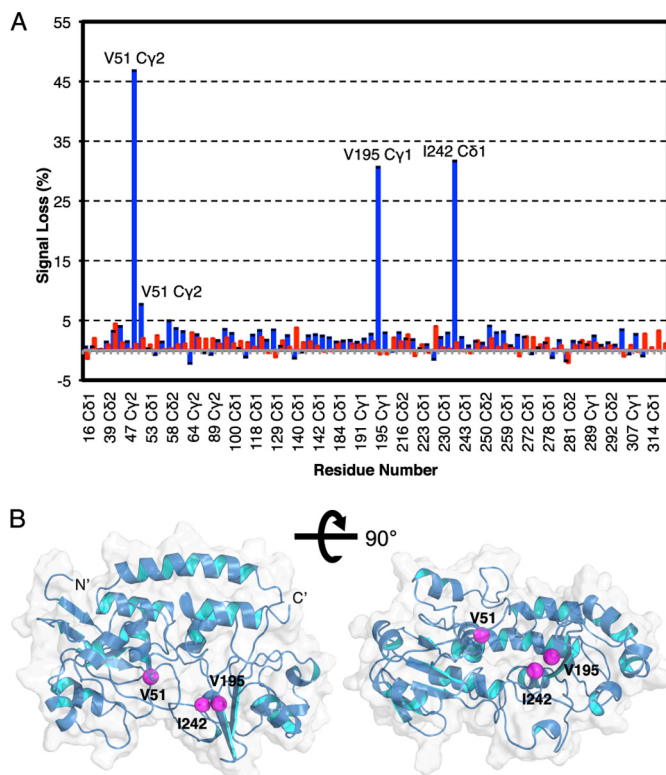 A
55
45
35
25
15
5
-5
Signal Loss (%)
V51 Cγ2
V51 Cγ2
V195 Cγ1
I242 Cδ1
16 Cδ1
39 Cδ2
47 Cγ2
53 Cδ1
58 Cδ2
64 Cγ2
89 Cγ2
100 Cδ1
118 Cδ1
129 Cδ1
140 Cδ1
142 Cδ1
184 Cδ1
191 Cγ1
195 Cγ1
216 Cδ2
223 Cδ1
230 Cδ1
243 Cδ1
250 Cδ2
259 Cδ1
272 Cδ1
278 Cδ1
281 Cδ2
289 Cγ1
292 Cδ2
307 Cγ1
314 Cδ1
Residue Number
B
90°
N'
C'
V51
V195
I242
V51
V195
I242